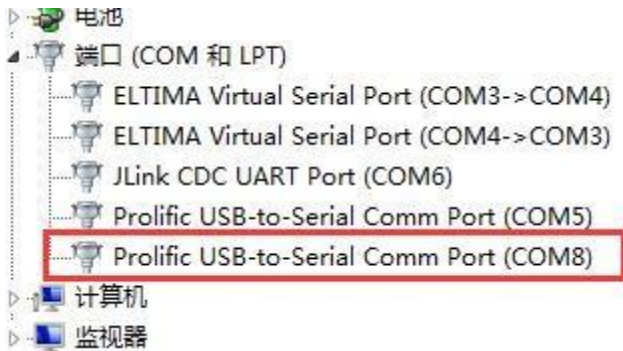 电池
端口 (COM 和 LPT)
ELTIMA Virtual Serial Port (COM3->COM4)
ELTIMA Virtual Serial Port (COM4->COM3)
JLink CDC UART Port (COM6)
Prolific USB-to-Serial Comm Port (COM5)
Prolific USB-to-Serial Comm Port (COM8)
计算机
监视器